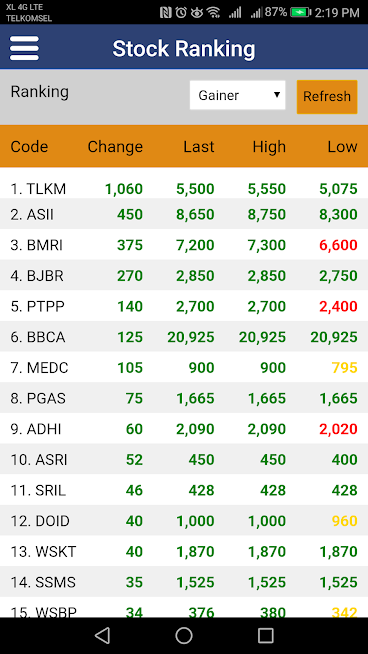 XL 4G LTE
TELKOMSEL
87% 2:19 PM
Stock Ranking
Ranking Gainer Refresh
Code Change Last High Low
1. TLKM 1,060 5,500 5,550 5,075
2. ASII 450 8,650 8,750 8,300
3. BMRI 375 7,200 7,300 6,600
4. BJBR 270 2,850 2,850 2,750
5. PTPP 140 2,700 2,700 2,400
6. BBCA 125 20,925 20,925 20,925
7. MEDC 105 900 900 795
8. PGAS 75 1,665 1,665 1,665
9. ADHI 60 2,090 2,090 2,020
10. ASRI 52 450 450 400
11. SRIL 46 428 428 428
12. DOID 40 1,000 1,000 960
13. WSKT 40 1,870 1,870 1,870
14. SSMS 35 1,525 1,525 1,525
15. WSBP 34 376 380 342